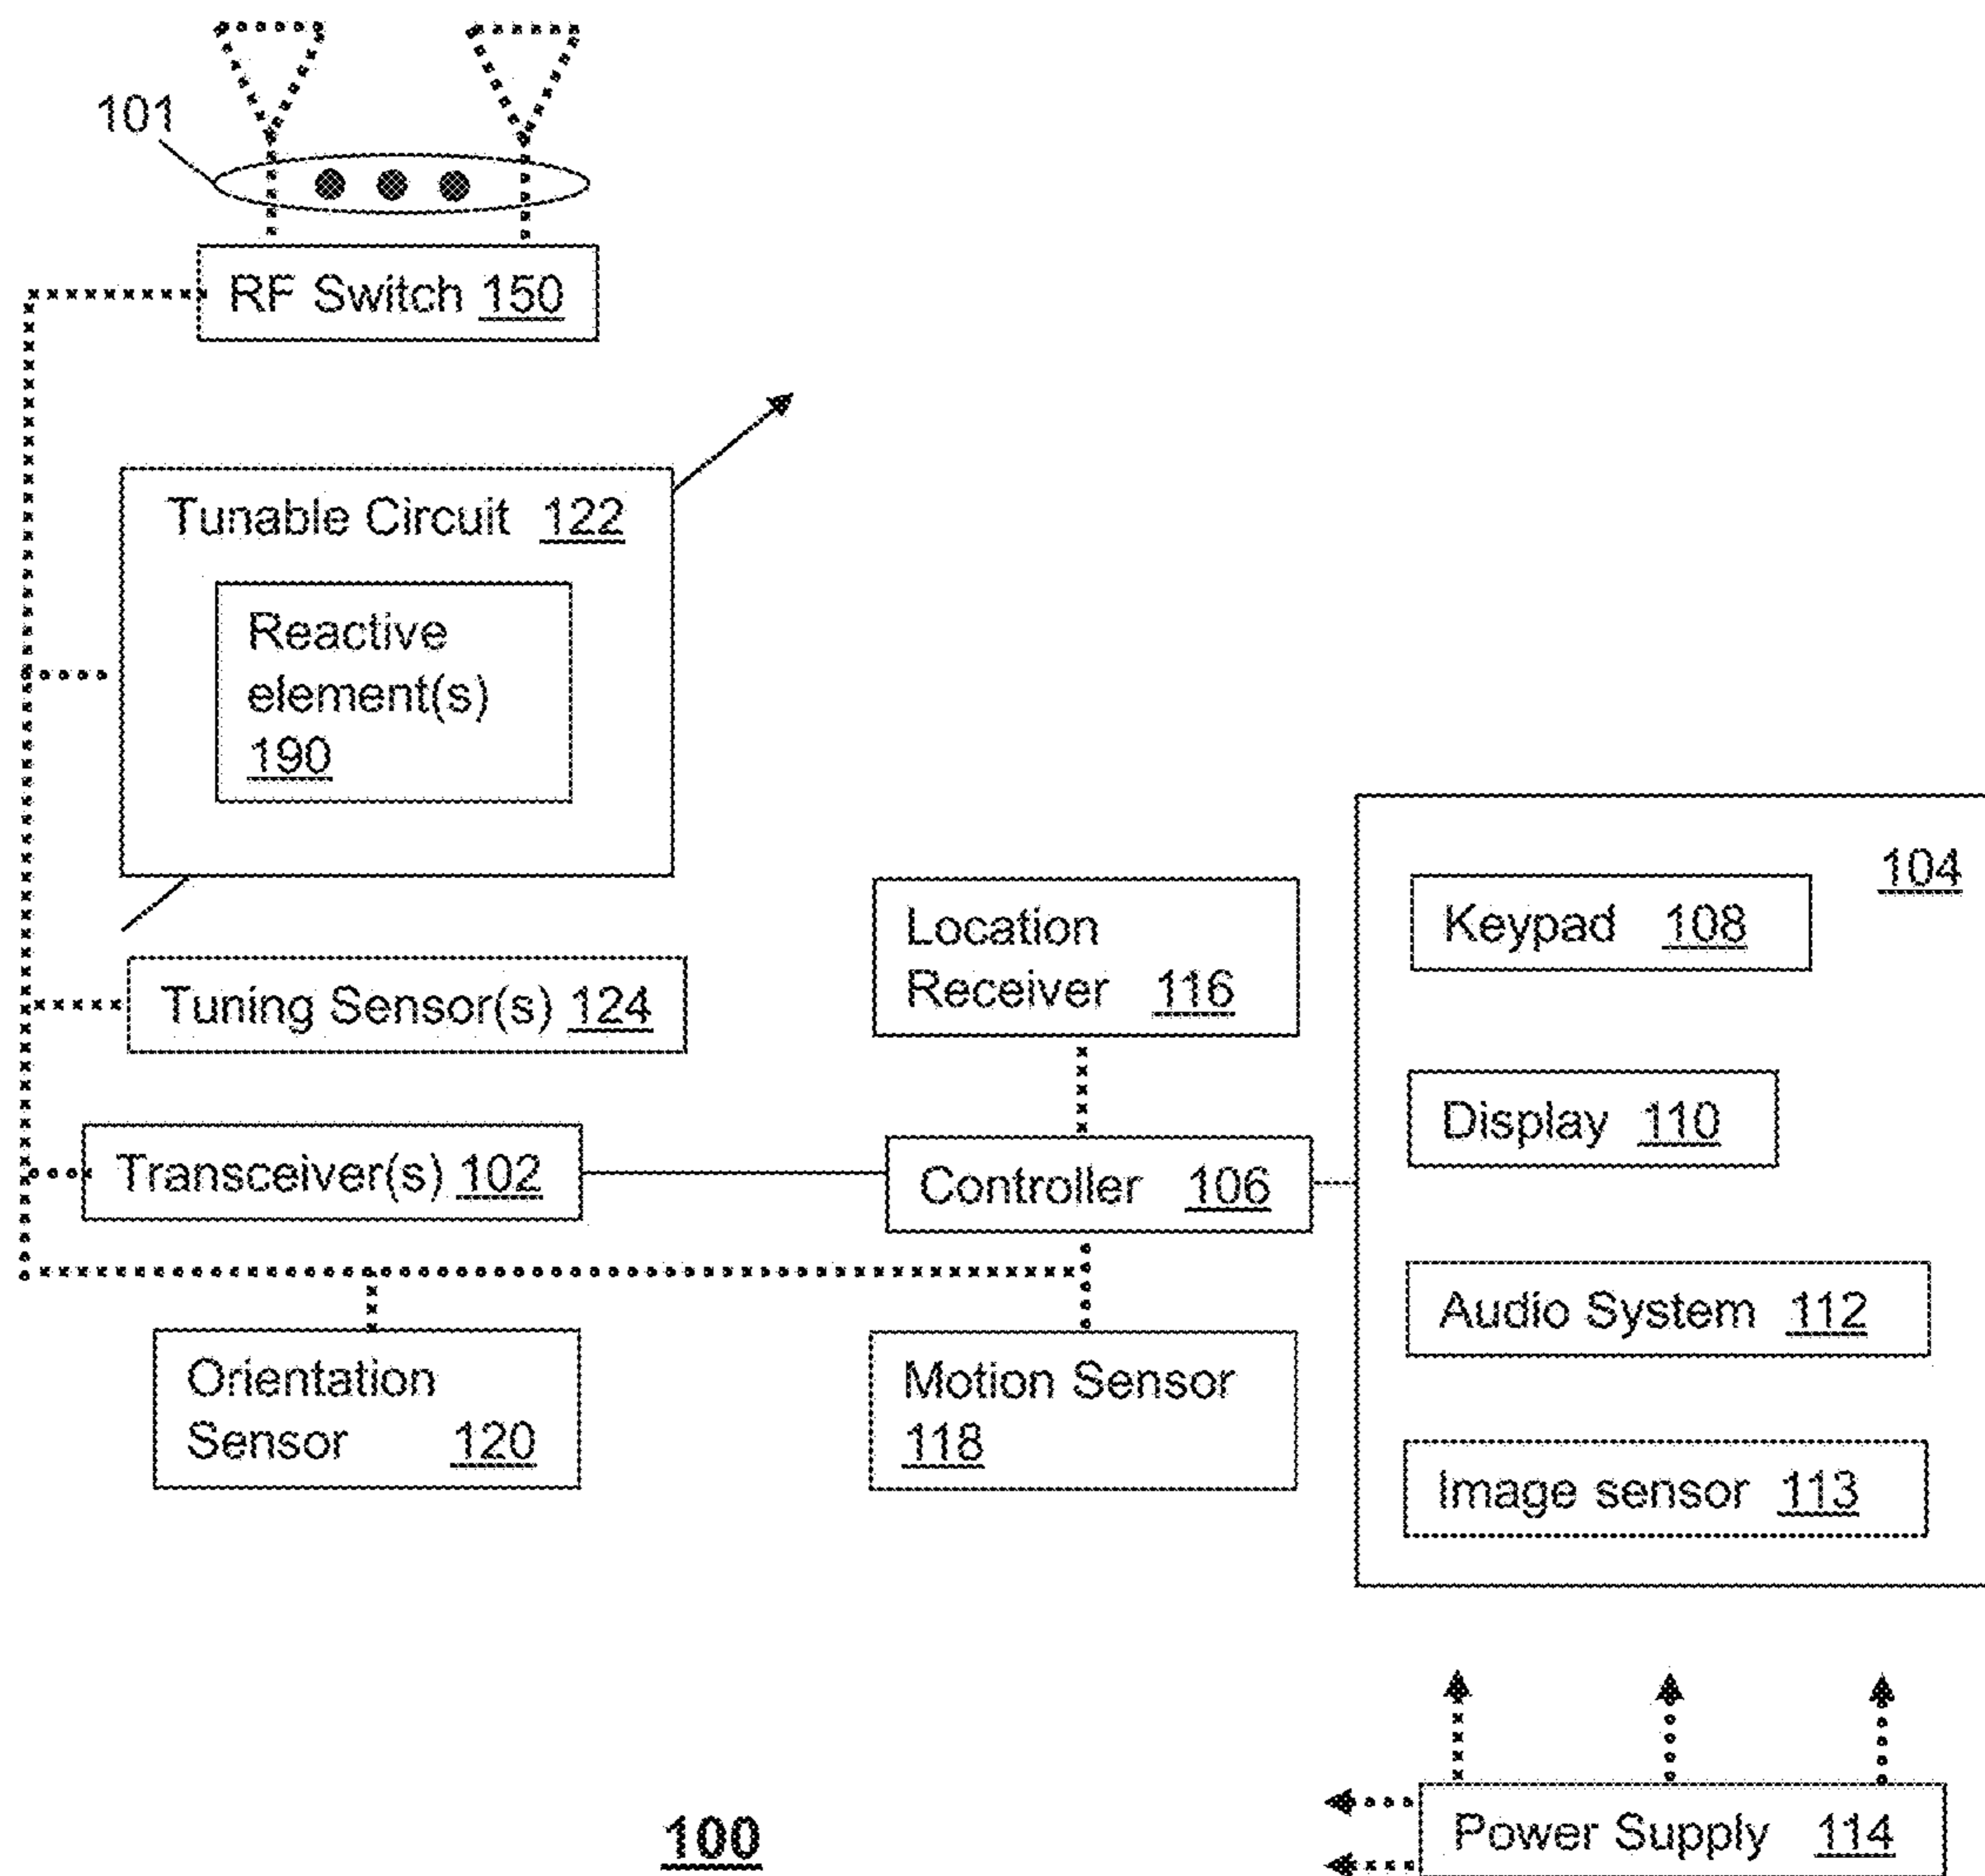 101
RF Switch 150
Tunable Circuit 122
Reactive
element(s)
190
Tuning Sensor(s) 124
Transceiver(s) 102
Orientation
Sensor 120
Location
Receiver 116
Controller 106
Motion Sensor
118
104
Keypad 108
Display 110
Audio System 112
Image sensor 113
Power Supply 114
100